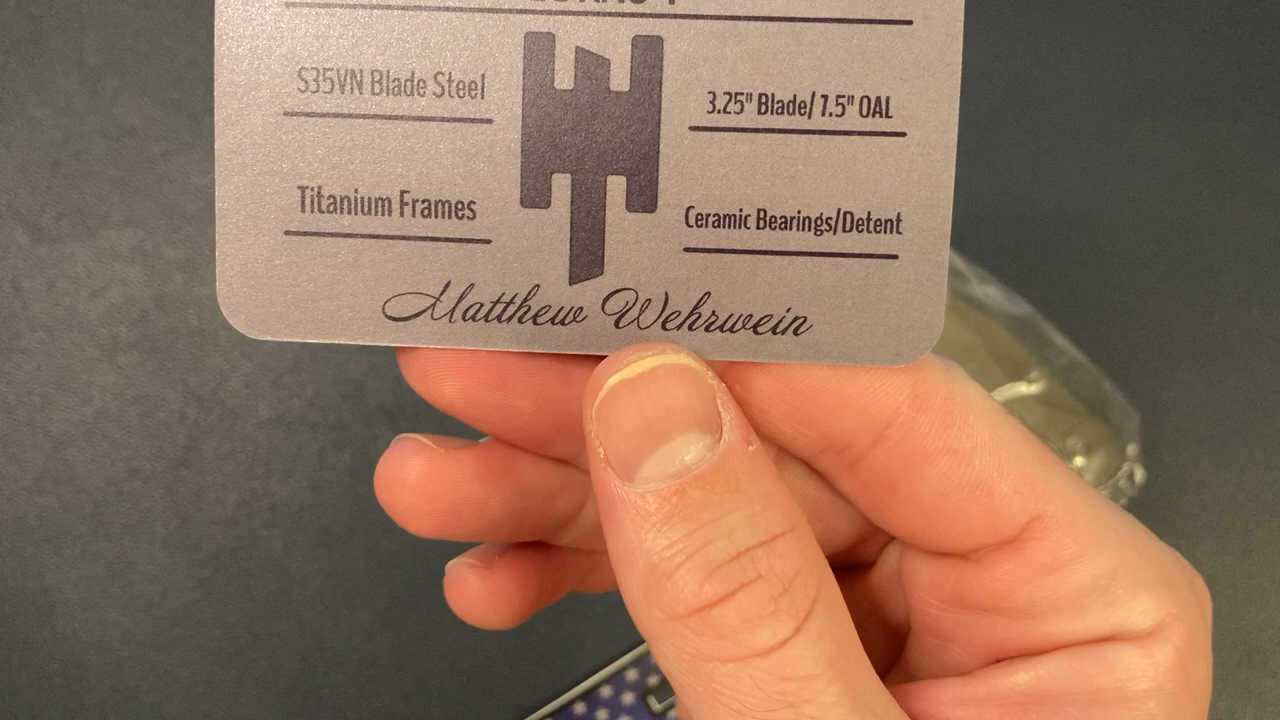 S35VN Blade Steel
3.25" Blade/ 7.5" OAL
Titanium Frames
Ceramic Bearings/Detent
Matthew Wehrwein